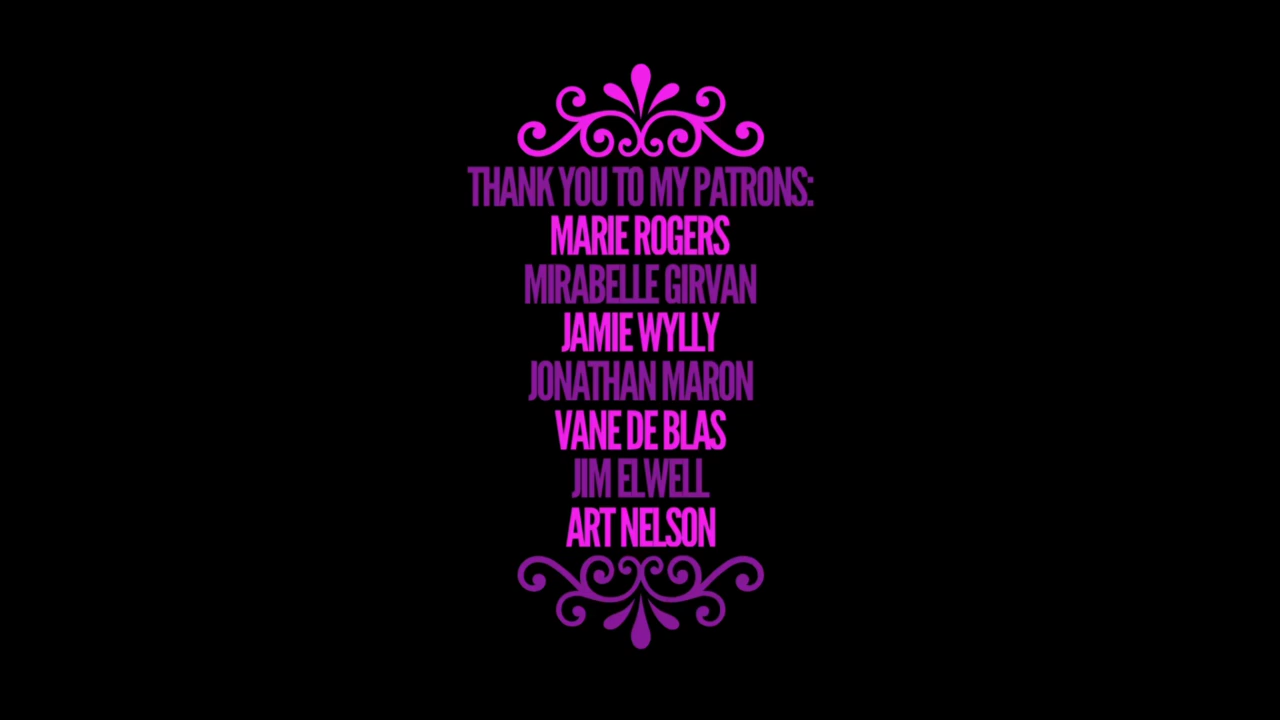 THANK YOU TO MY PATRONS:
MARIE ROGERS
MIRABELLE GIRVAN
JAMIE WYLLY
JONATHAN MARON
VANE DE BLAS
JIM ELWELL
ART NELSON